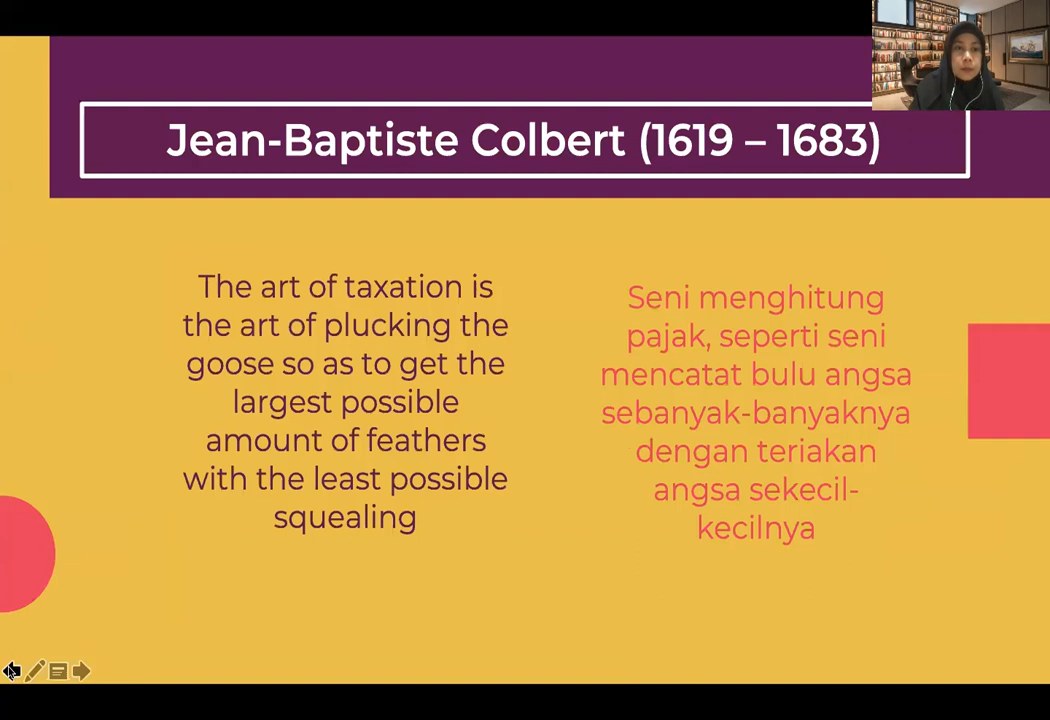 Jean-Baptiste Colbert (1619 – 1683)
The art of taxation is
the art of plucking the
goose so as to get the
largest possible
amount of feathers
with the least possible
squealing
Seni menghitung
pajak, seperti seni
mencatat bulu angsa
sebanyak-banyaknya
dengan teriakan
angsa sekecil-
kecilnya